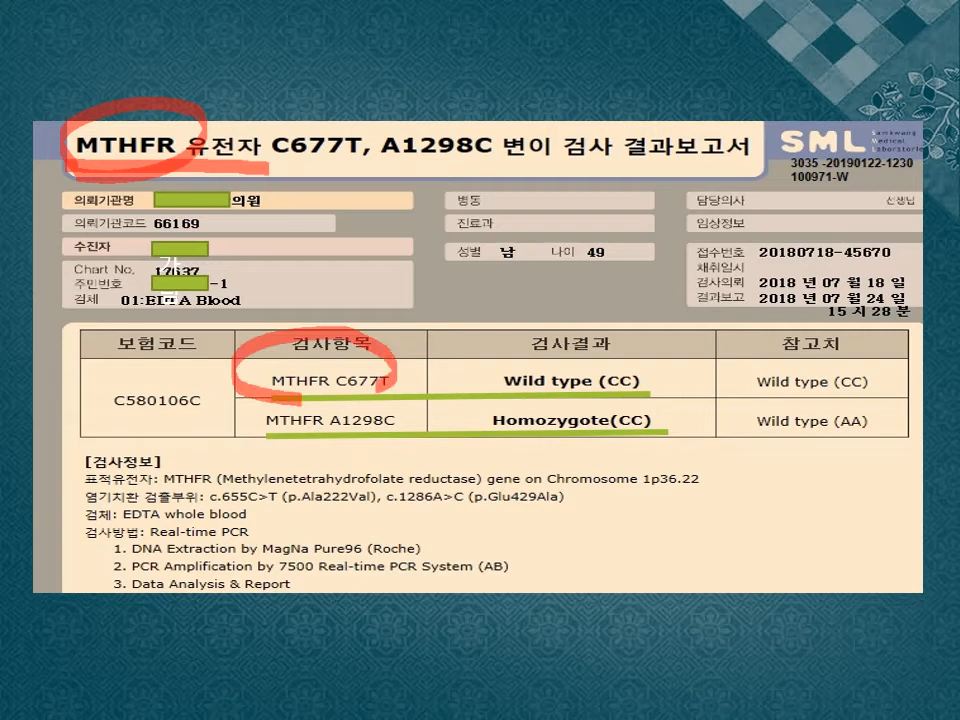 MTHFR 유전자 C677T, A1298C 변이 검사 결과보고서
SML
Samkwang
Medical
Laboratories
3035 -20190122-1230
100971-W
의뢰기관명 의원
병동
담당의사 선생님
의뢰기관코드 66169
진료과
임상정보
수진자
성별 남 나이 49
접수번호 20180718-45670
채취일시
Chart No. 17637
주민번호 -1
검사의뢰 2018 년 07 월 18 일
검체 01:EDTA Blood
결과보고 2018 년 07 월 24 일
15 시 28 분
보험코드 검사항목 검사결과 참고치
C580106C
MTHFR C677T Wild type (CC) Wild type (CC)
MTHFR A1298C Homozygote(CC) Wild type (AA)
[검사정보]
표적유전자: MTHFR (Methylenetetrahydrofolate reductase) gene on Chromosome 1p36.22
염기치환 검출부위: c.655C>T (p.Ala222Val), c.1286A>C (p.Glu429Ala)
검체: EDTA whole blood
검사방법: Real-time PCR
1. DNA Extraction by MagNa Pure96 (Roche)
2. PCR Amplification by 7500 Real-time PCR System (AB)
3. Data Analysis & Report